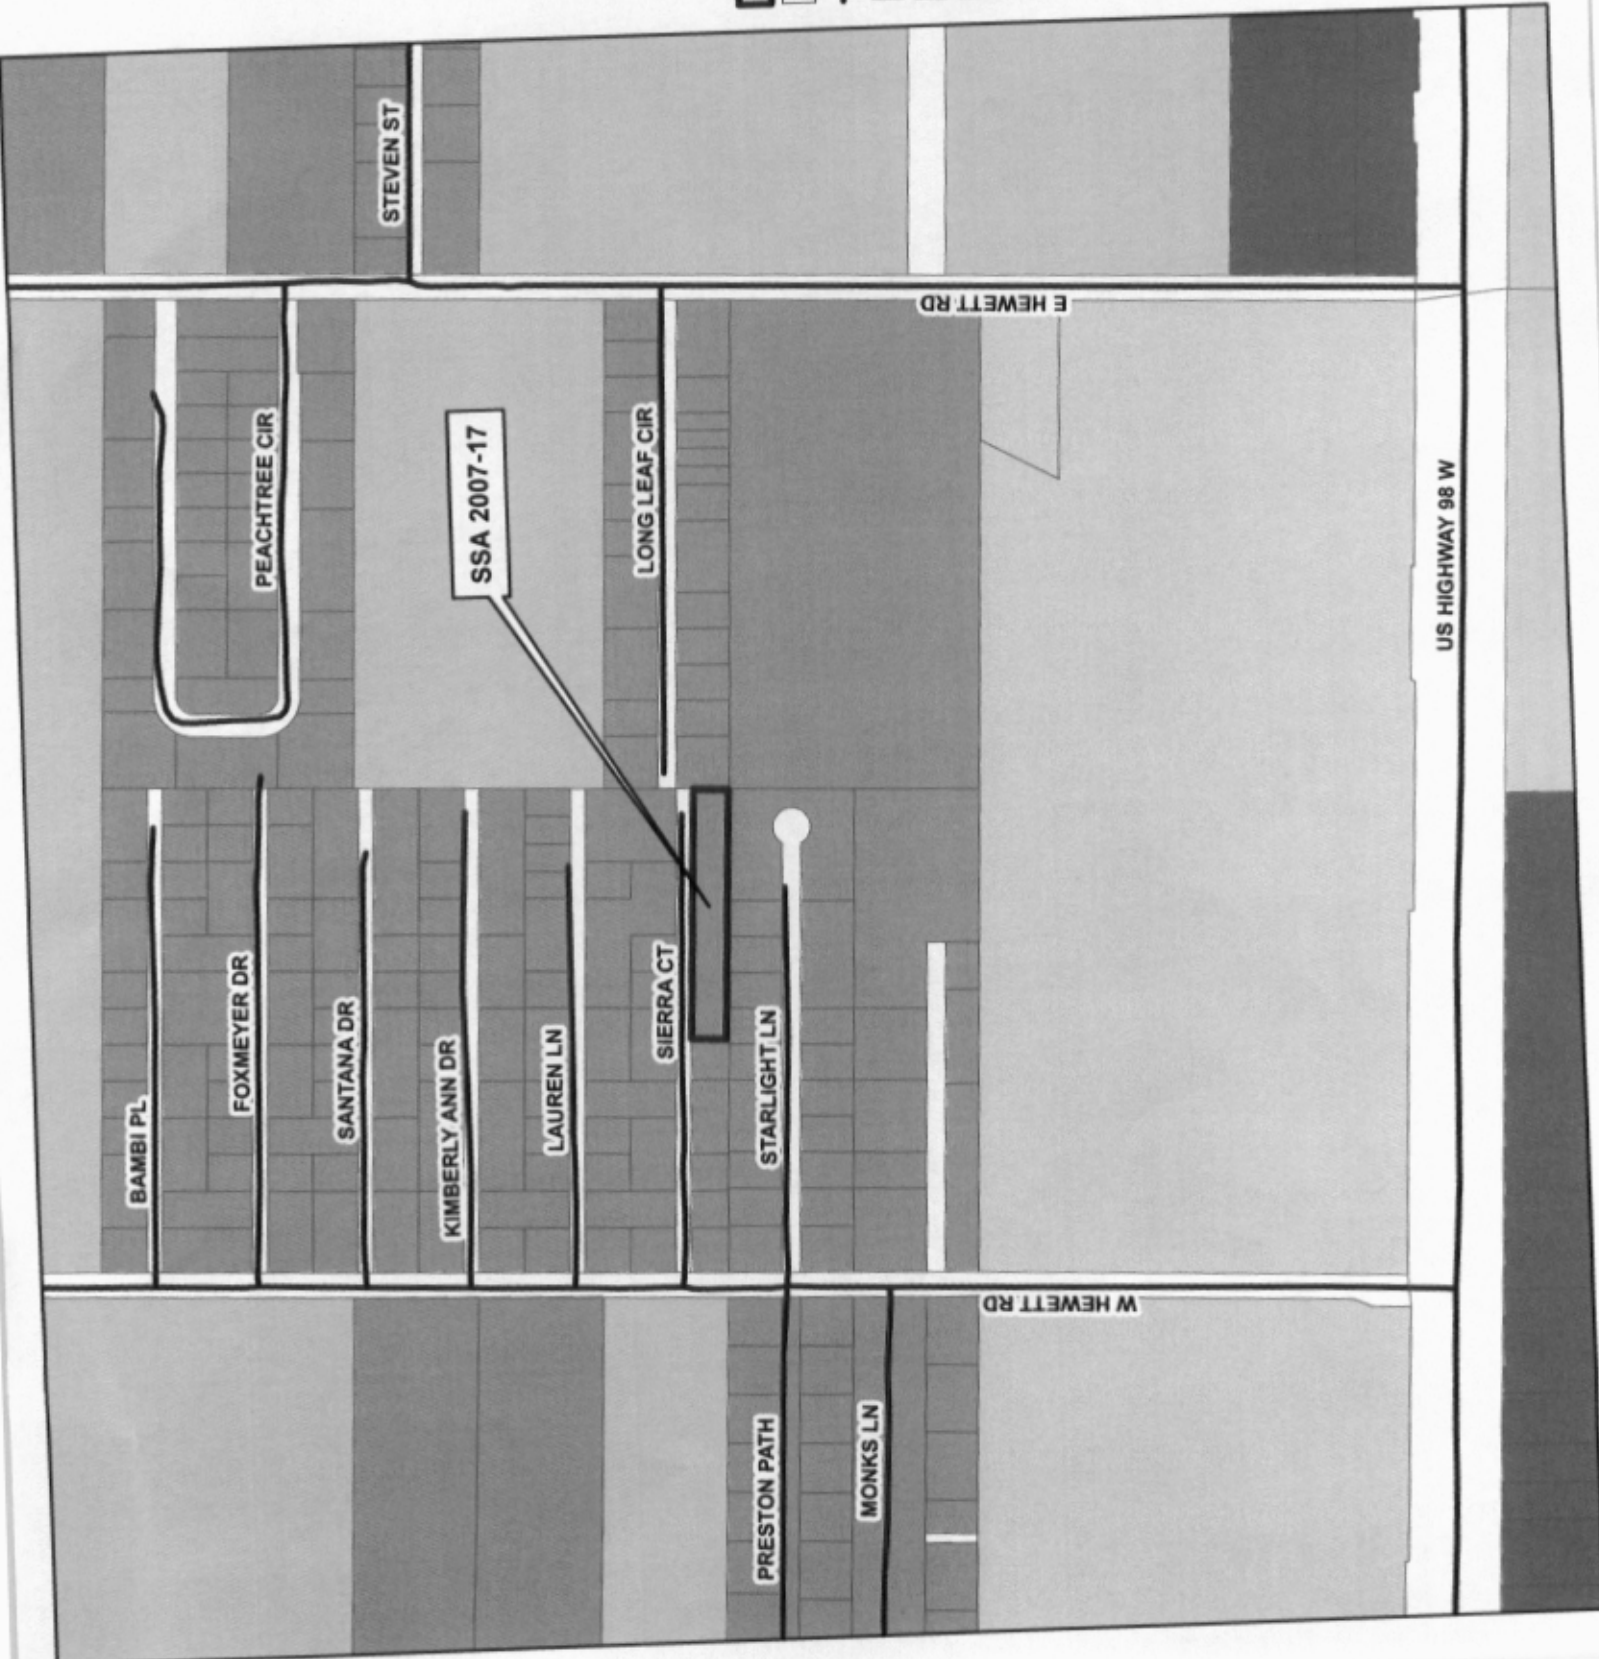 STEVEN ST
E HEWETT RD
PEACHTREE CIR
SSA 2007-17
LONG LEAF CIR
US HIGHWAY 98 W
BAMBI PL
FOXMEYER DR
SANTANA DR
KIMBERLY ANN DR
LAUREN LN
SIERRA CT
STARLIGHT LN
W HEWETT RD
PRESTON PATH
MONKS LN